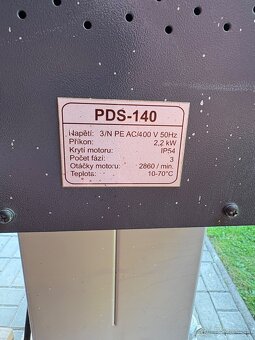 PDS-140
Napětí: 3/N PE AC/400 V 50Hz
Příkon: 2,2 kW
Krytí motoru: IP54
Počet fází: 3
Otáčky motoru: 2860 / min.
Teplota: 10-70°C